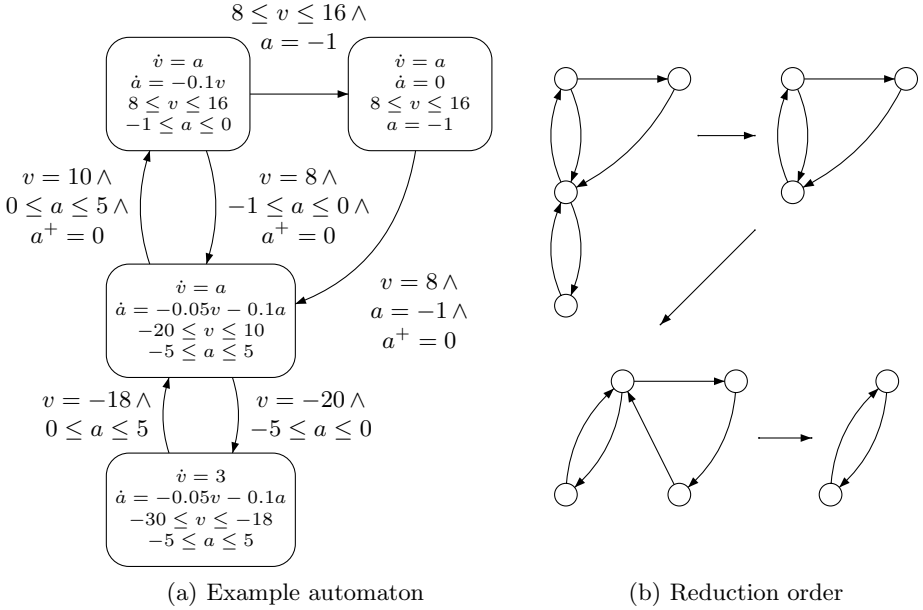 8 ≤ v ≤ 16 ∧
a = −1
v̇ = a
ȧ = −0.1v
8 ≤ v ≤ 16
−1 ≤ a ≤ 0
v̇ = a
ȧ = 0
8 ≤ v ≤ 16
a = −1
v = 10 ∧
0 ≤ a ≤ 5 ∧
a⁺ = 0
v = 8 ∧
−1 ≤ a ≤ 0 ∧
a⁺ = 0
v = 8 ∧
a = −1 ∧
a⁺ = 0
v̇ = a
ȧ = −0.05v − 0.1a
−20 ≤ v ≤ 10
−5 ≤ a ≤ 5
v = −18 ∧
0 ≤ a ≤ 5
v = −20 ∧
−5 ≤ a ≤ 0
v̇ = 3
ȧ = −0.05v − 0.1a
−30 ≤ v ≤ −18
−5 ≤ a ≤ 5
(a) Example automaton
(b) Reduction order